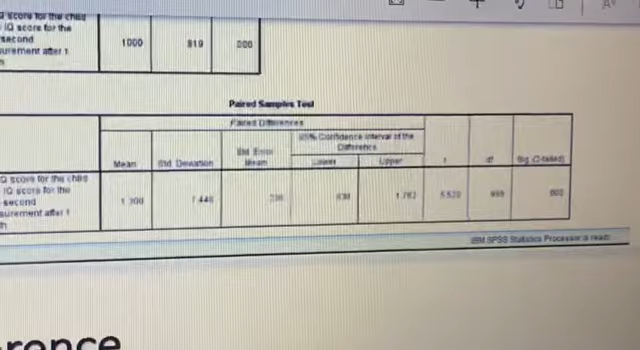 IQ score for the child
IQ score for the
second
surement after 1
1000 919 000
Paired Samples Test
Paired Differences
95% Confidence Interval of the
Difference
Mean Std. Deviation Std. Error
Mean Lower Upper t df Sig. (2-tailed)
IQ score for the child
IQ score for the
second
surement after 1
1.300 7.448 5.520 999 .000
IBM SPSS Statistics Processor is ready
rence